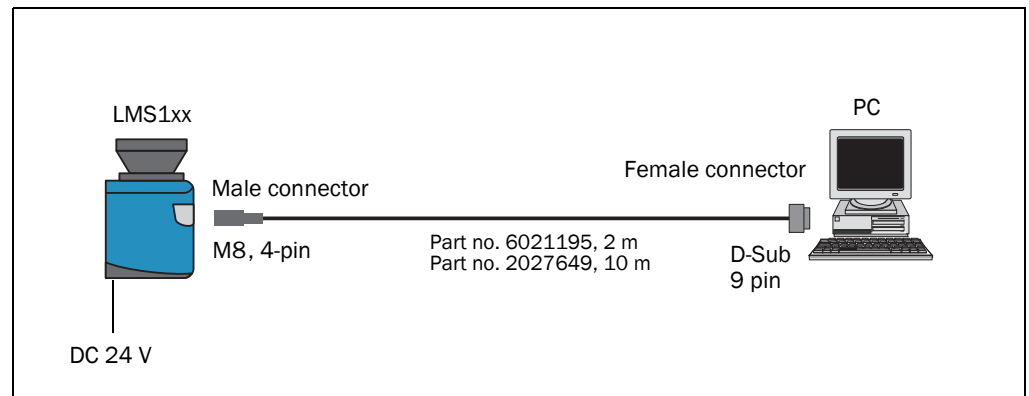 LMS1xx
PC
Male connector
Female connector
M8, 4-pin
Part no. 6021195, 2 m
Part no. 2027649, 10 m
D-Sub
9 pin
DC 24 V